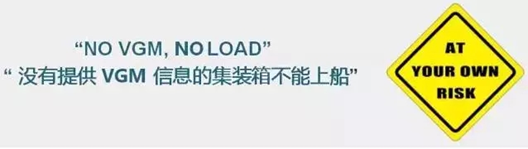 “NO VGM, NO LOAD”
“ 没有提供 VGM 信息的集装箱不能上船”
AT
YOUR OWN
RISK